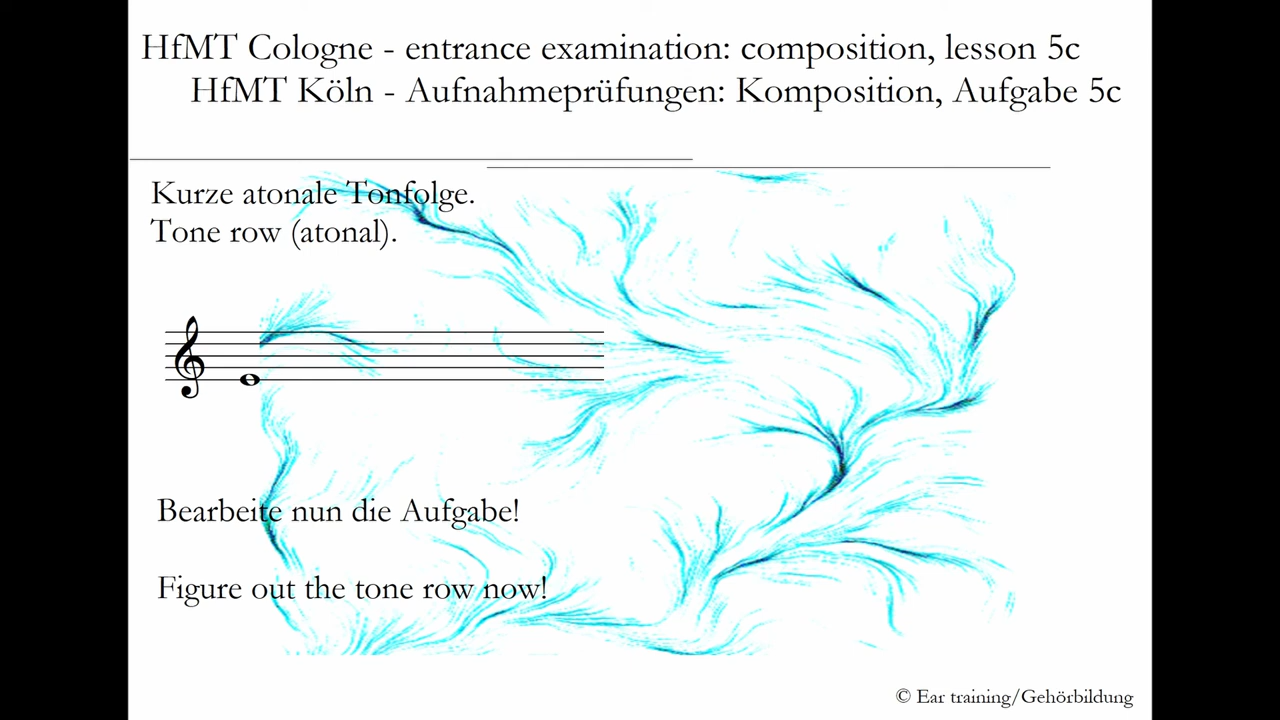 HfMT Cologne - entrance examination: composition, lesson 5c
HfMT Köln - Aufnahmeprüfungen: Komposition, Aufgabe 5c
Kurze atonale Tonfolge.
Tone row (atonal).
Bearbeite nun die Aufgabe!
Figure out the tone row now!
© Ear training/Gehörbildung